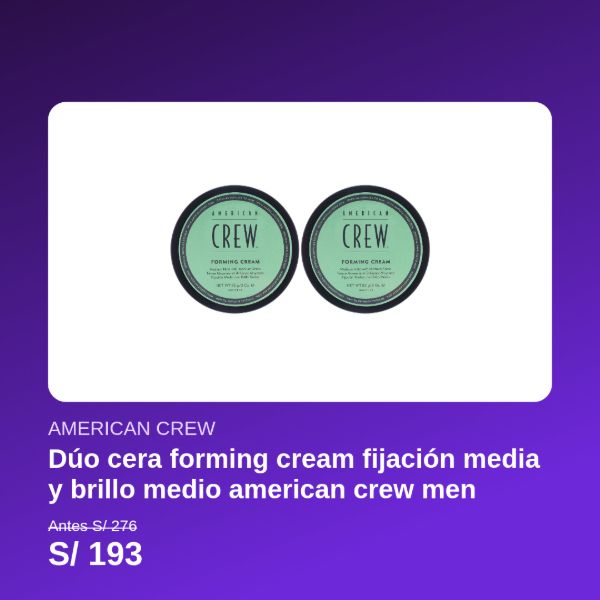 AMERICAN
CREW
FORMING CREAM
AMERICAN
CREW
FORMING CREAM
AMERICAN CREW
Dúo cera forming cream fijación media
y brillo medio american crew men
Antes S/ 276
S/ 193